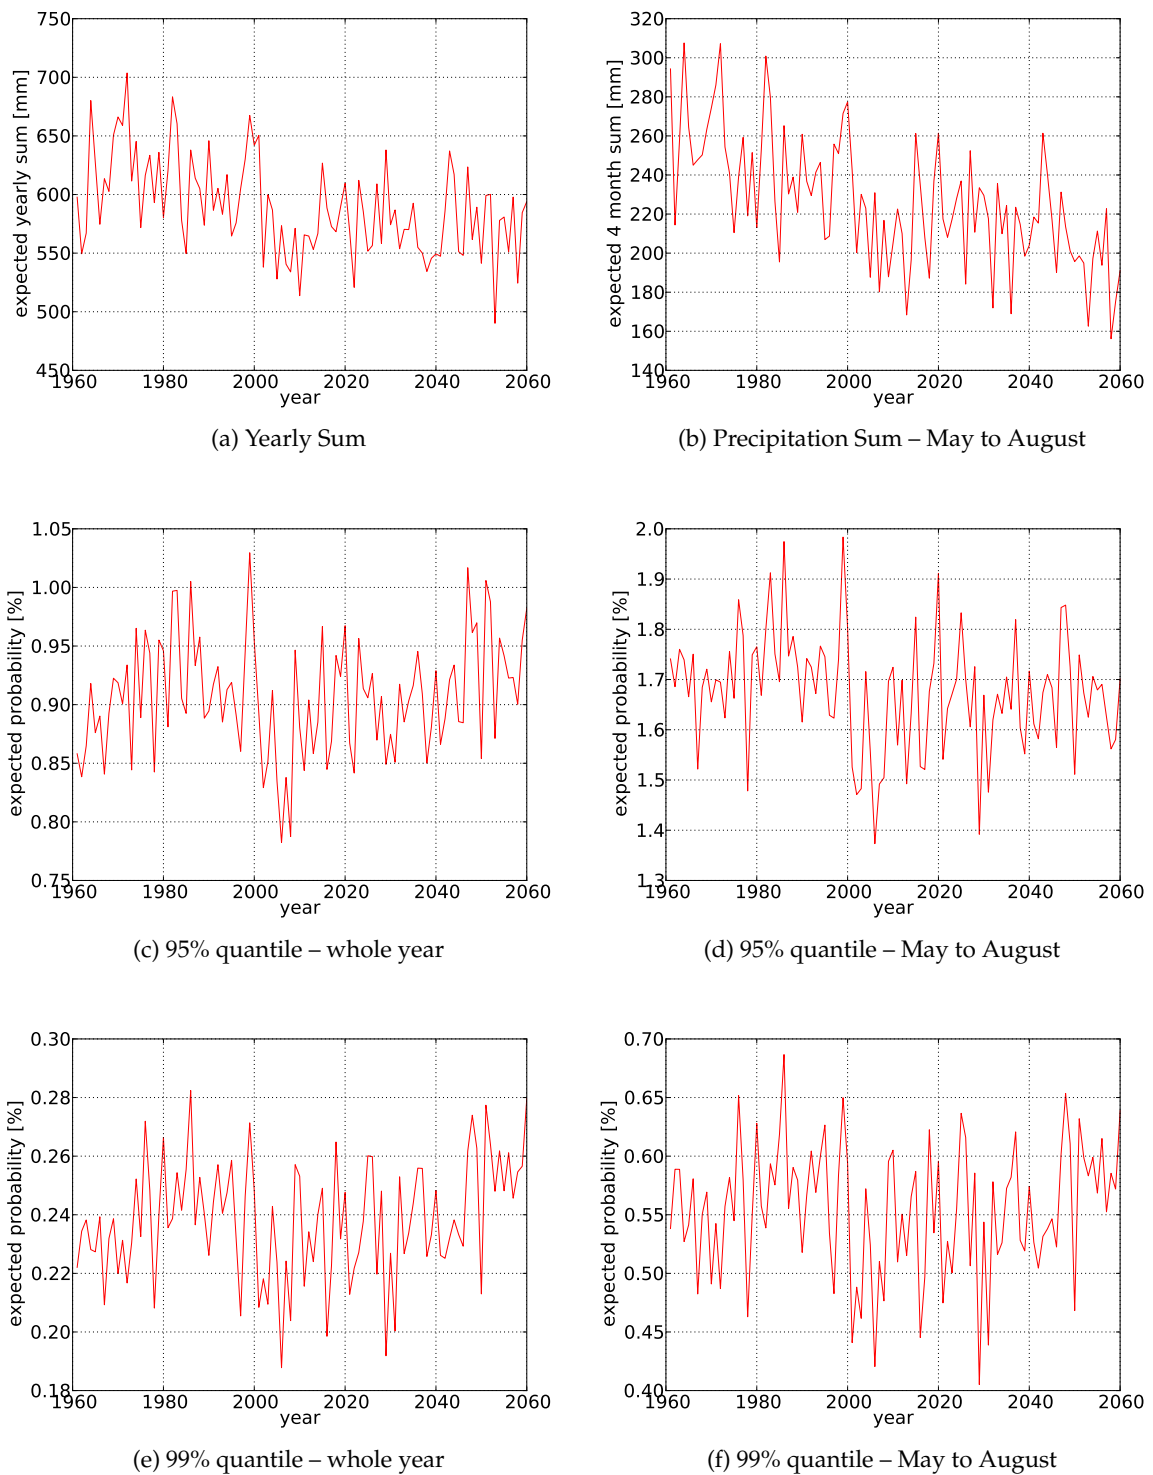 750
700
650
600
550
500
450
expected yearly sum [mm]
1960 1980 2000 2020 2040 2060
year
(a) Yearly Sum
320
300
280
260
240
220
200
180
160
140
expected 4 month sum [mm]
1960 1980 2000 2020 2040 2060
year
(b) Precipitation Sum – May to August
1.05
1.00
0.95
0.90
0.85
0.80
0.75
expected probability [%]
1960 1980 2000 2020 2040 2060
year
(c) 95% quantile – whole year
2.0
1.9
1.8
1.7
1.6
1.5
1.4
1.3
expected probability [%]
1960 1980 2000 2020 2040 2060
year
(d) 95% quantile – May to August
0.30
0.28
0.26
0.24
0.22
0.20
0.18
expected probability [%]
1960 1980 2000 2020 2040 2060
year
(e) 99% quantile – whole year
0.70
0.65
0.60
0.55
0.50
0.45
0.40
expected probability [%]
1960 1980 2000 2020 2040 2060
year
(f) 99% quantile – May to August